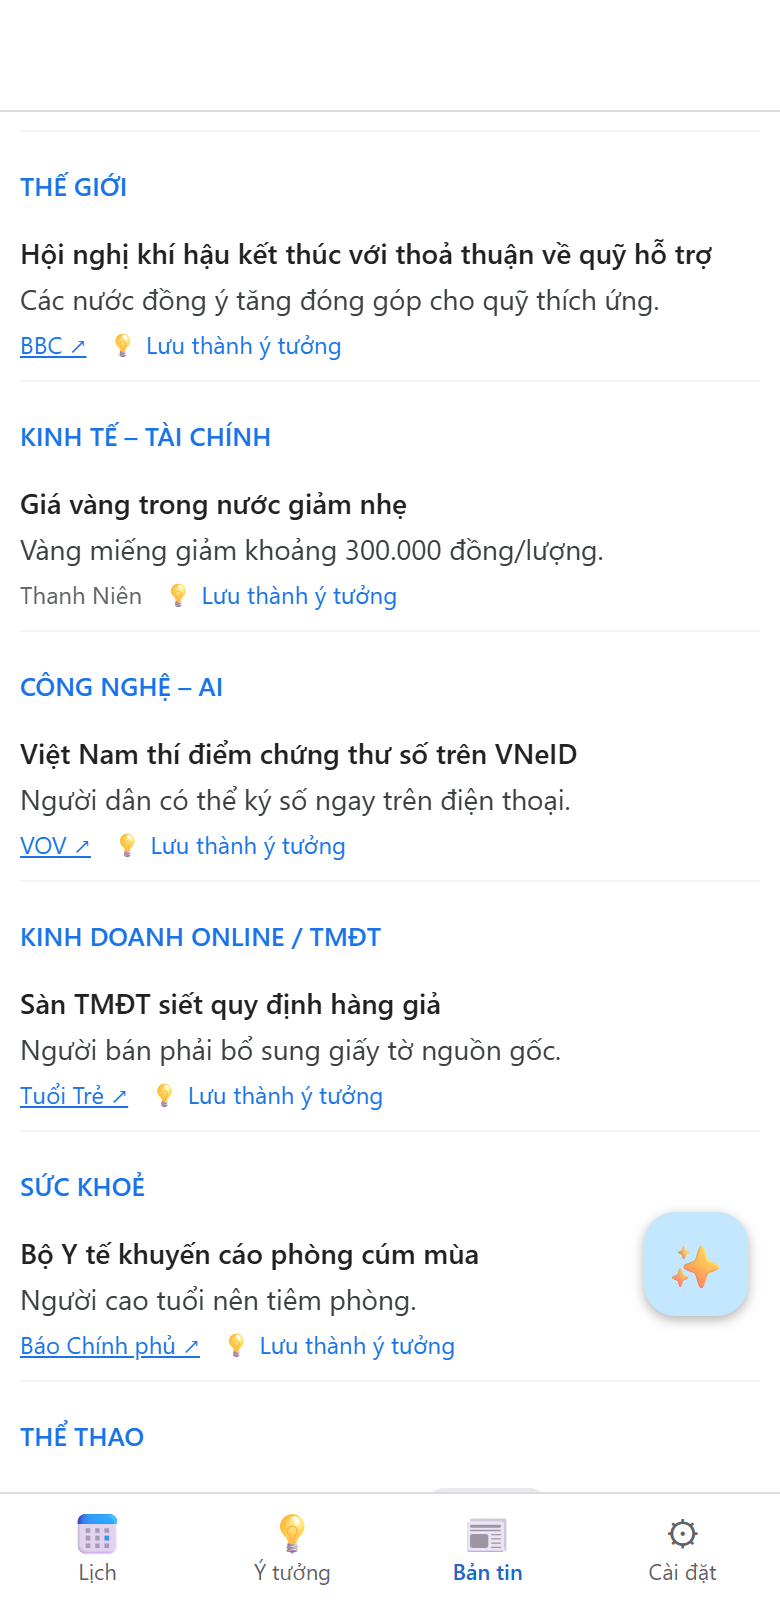 THẾ GIỚI
Hội nghị khí hậu kết thúc với thoả thuận về quỹ hỗ trợ
Các nước đồng ý tăng đóng góp cho quỹ thích ứng.
BBC ↗ 💡 Lưu thành ý tưởng
KINH TẾ – TÀI CHÍNH
Giá vàng trong nước giảm nhẹ
Vàng miếng giảm khoảng 300.000 đồng/lượng.
Thanh Niên 💡 Lưu thành ý tưởng
CÔNG NGHỆ – AI
Việt Nam thí điểm chứng thư số trên VNeID
Người dân có thể ký số ngay trên điện thoại.
VOV ↗ 💡 Lưu thành ý tưởng
KINH DOANH ONLINE / TMĐT
Sàn TMĐT siết quy định hàng giả
Người bán phải bổ sung giấy tờ nguồn gốc.
Tuổi Trẻ ↗ 💡 Lưu thành ý tưởng
SỨC KHOẺ
Bộ Y tế khuyến cáo phòng cúm mùa
Người cao tuổi nên tiêm phòng.
Báo Chính phủ ↗ 💡 Lưu thành ý tưởng
THỂ THAO
Lịch Ý tưởng Bản tin Cài đặt